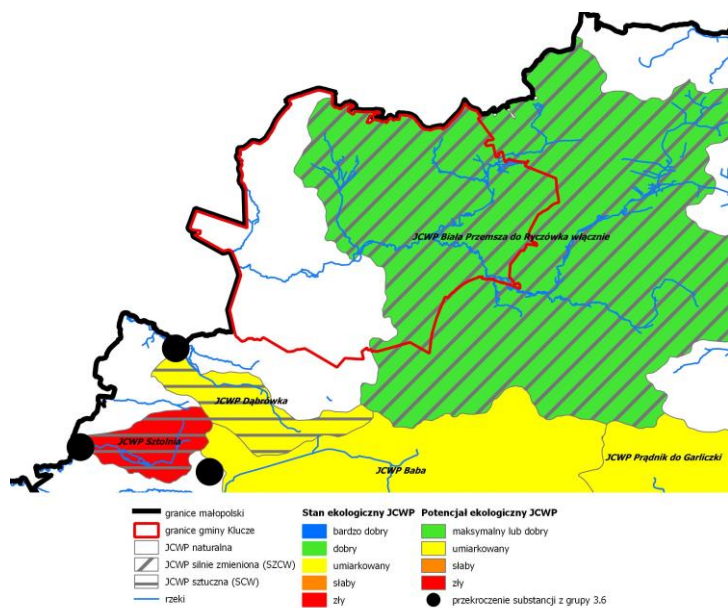 JCWP Biała Przemsza do Ryczówka włącznie
JCWP Dąbrówka
JCWP Sztolnia
JCWP Baba
JCWP Prądnik do Garliczki
granice małopolski
granice gminy Klucze
JCWP naturalna
JCWP silnie zmieniona (SZCW)
JCWP sztuczna (SCW)
rzeki
Stan ekologiczny JCWP
bardzo dobry
dobry
umiarkowany
słaby
zły
Potencjał ekologiczny JCWP
maksymalny lub dobry
umiarkowany
słaby
zły
przekroczenie substancji z grupy 3.6